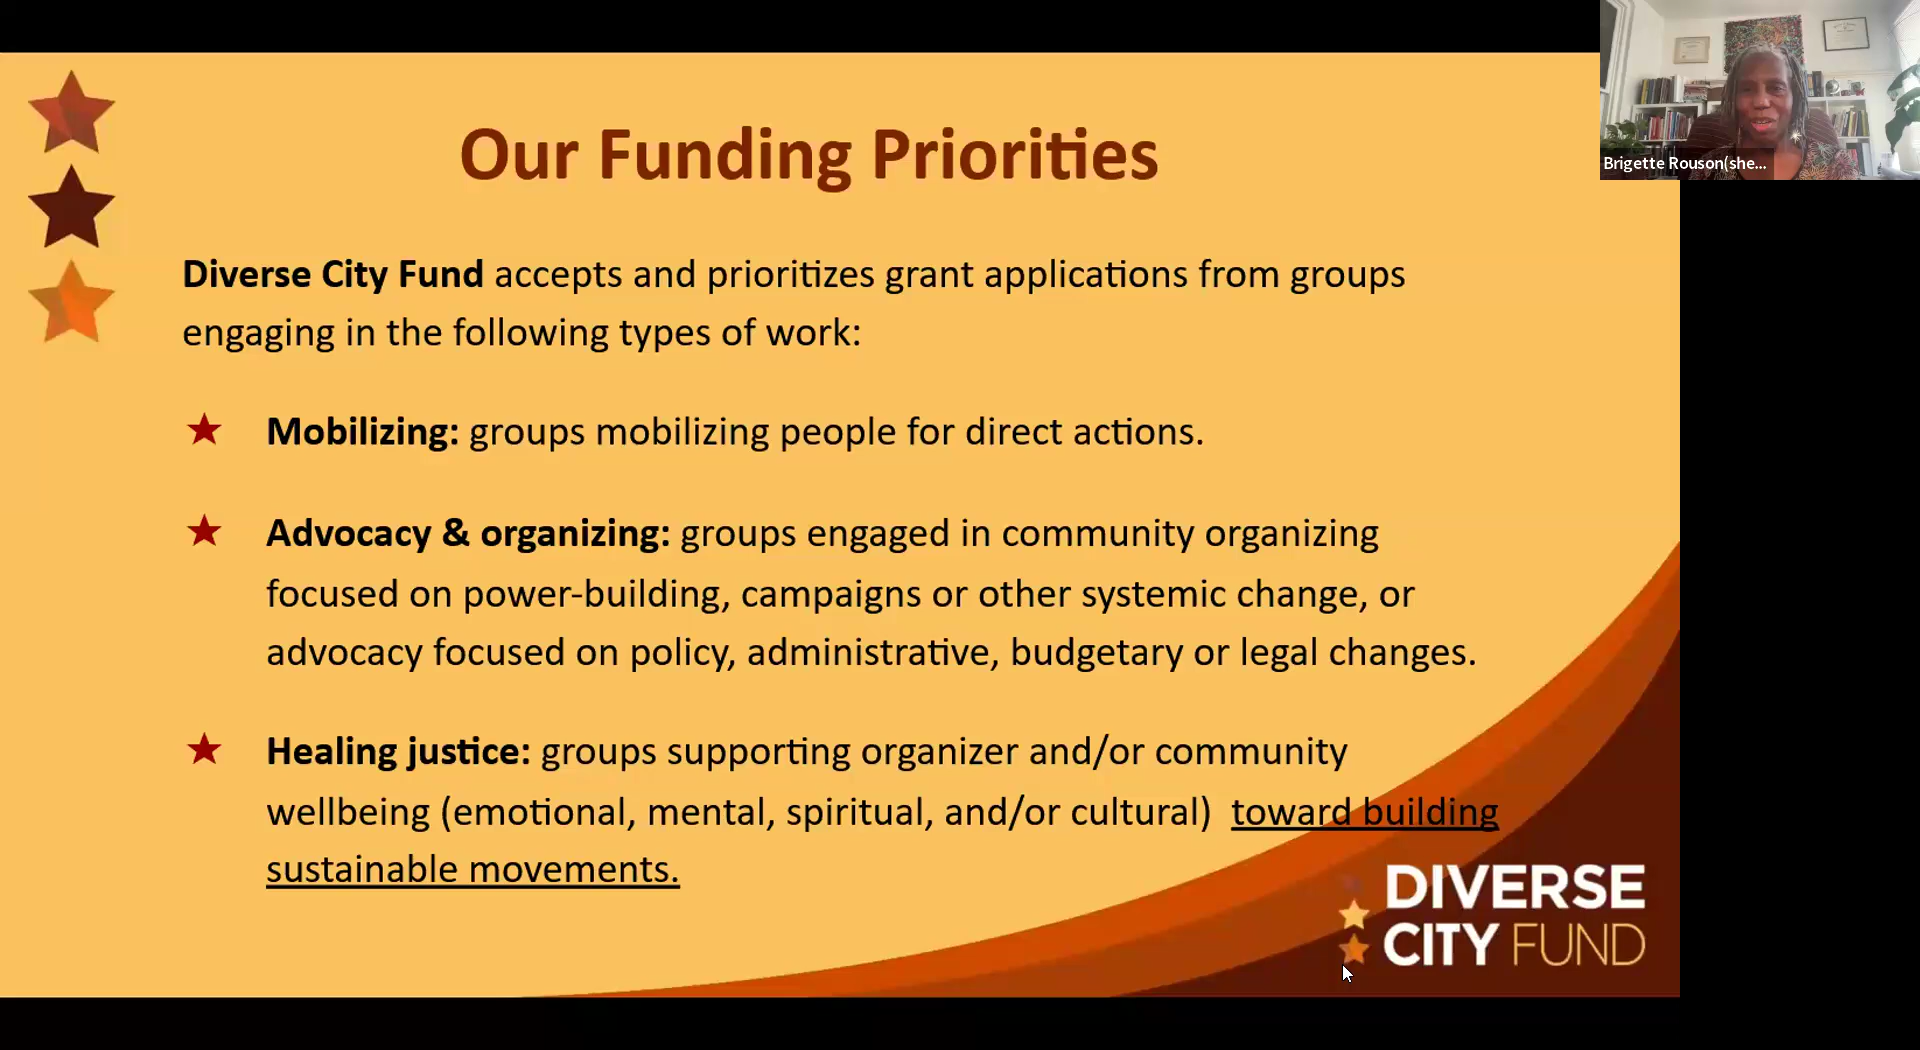 Our Funding Priorities
Diverse City Fund accepts and prioritizes grant applications from groups
engaging in the following types of work:
Mobilizing: groups mobilizing people for direct actions.
Advocacy & organizing: groups engaged in community organizing
focused on power-building, campaigns or other systemic change, or
advocacy focused on policy, administrative, budgetary or legal changes.
Healing justice: groups supporting organizer and/or community
wellbeing (emotional, mental, spiritual, and/or cultural) toward building
sustainable movements.
DIVERSE
CITY FUND
Brigette Rouson(she...